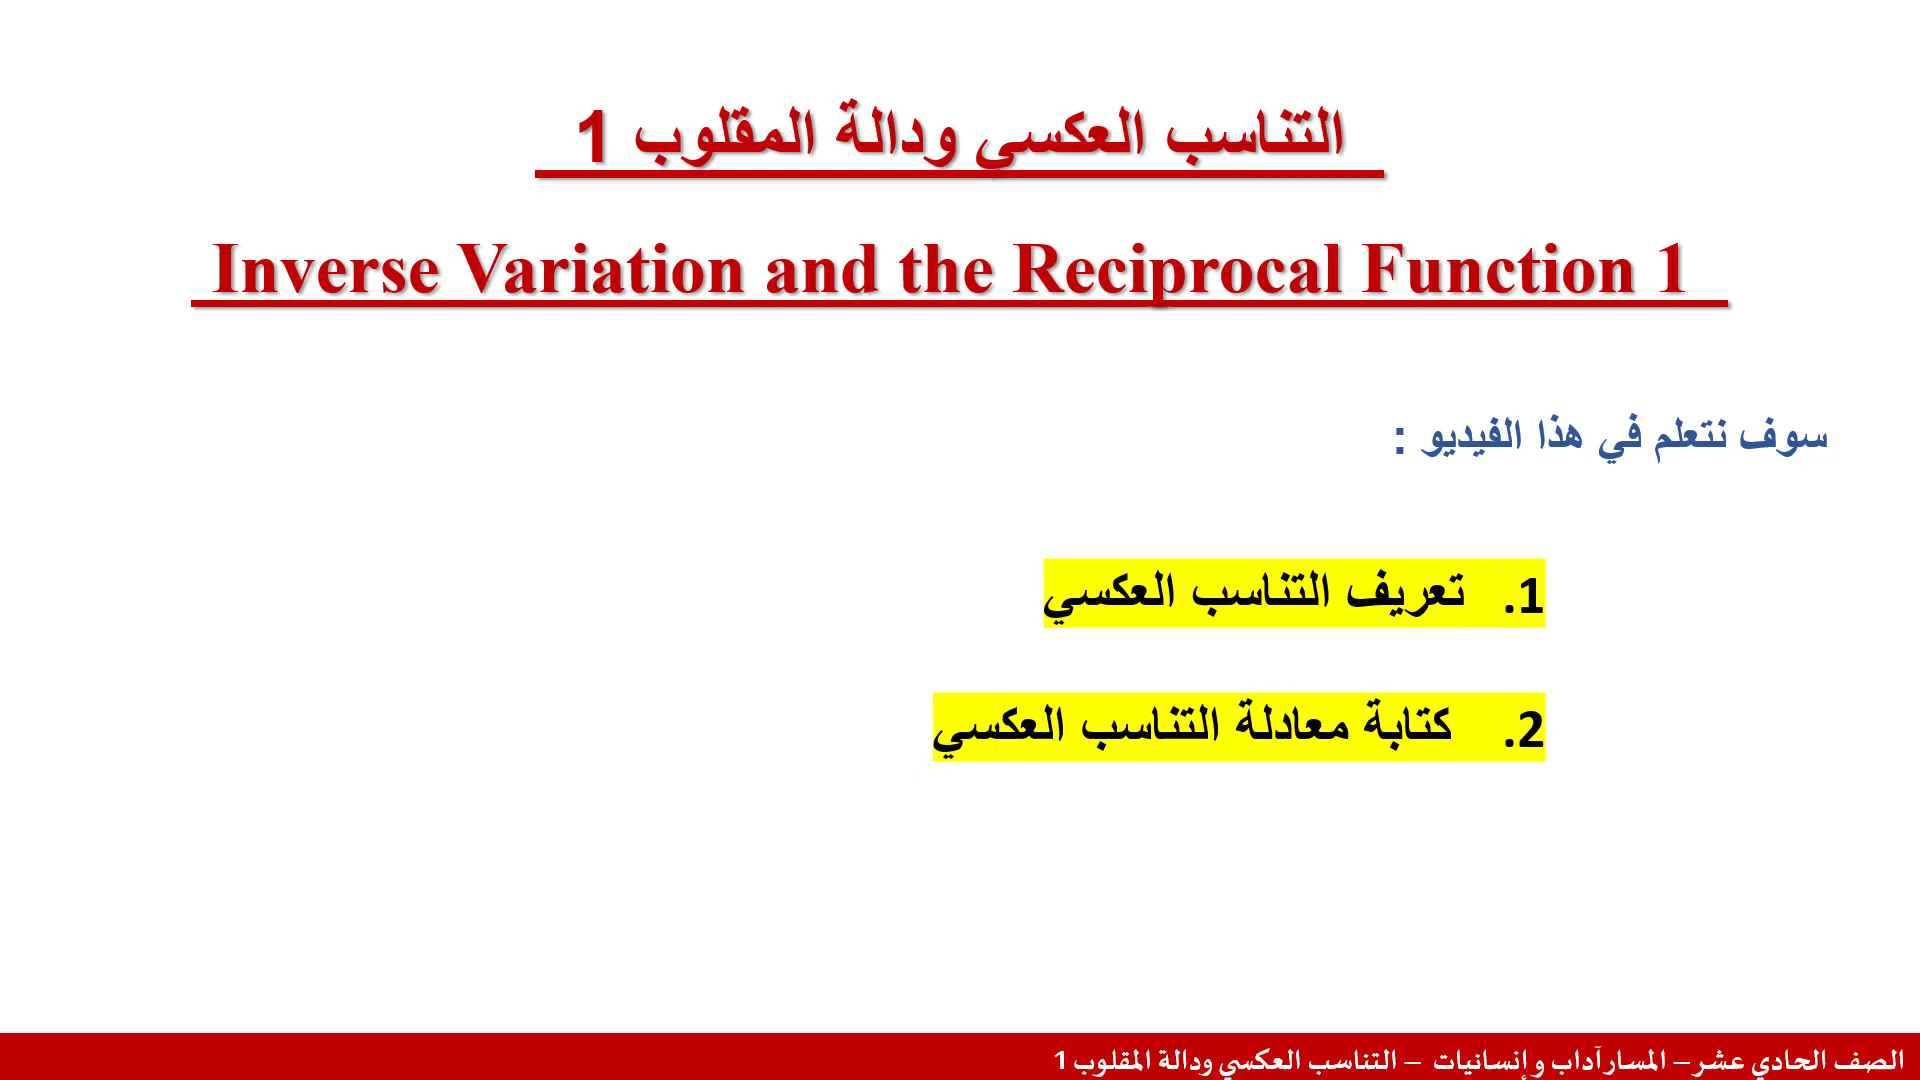 التناسب العكسي ودالة المقلوب 1
Inverse Variation and the Reciprocal Function 1
سوف نتعلم في هذا الفيديو :
1. تعريف التناسب العكسي
2. كتابة معادلة التناسب العكسي
الصف الحادي عشر – المسار آداب و إنسانيات – التناسب العكسي ودالة المقلوب 1